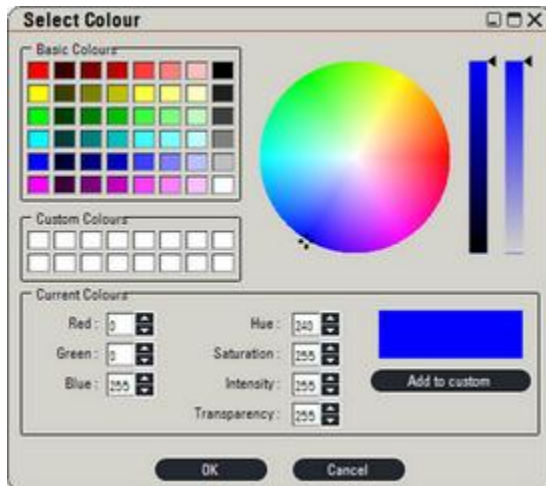 Select Colour
Basic Colours
Custom Colours
Current Colours
Red : 0
Hue : 240
Green : 0
Saturation : 255
Blue : 255
Intensity : 255
Add to custom
Transparency : 255
OK
Cancel